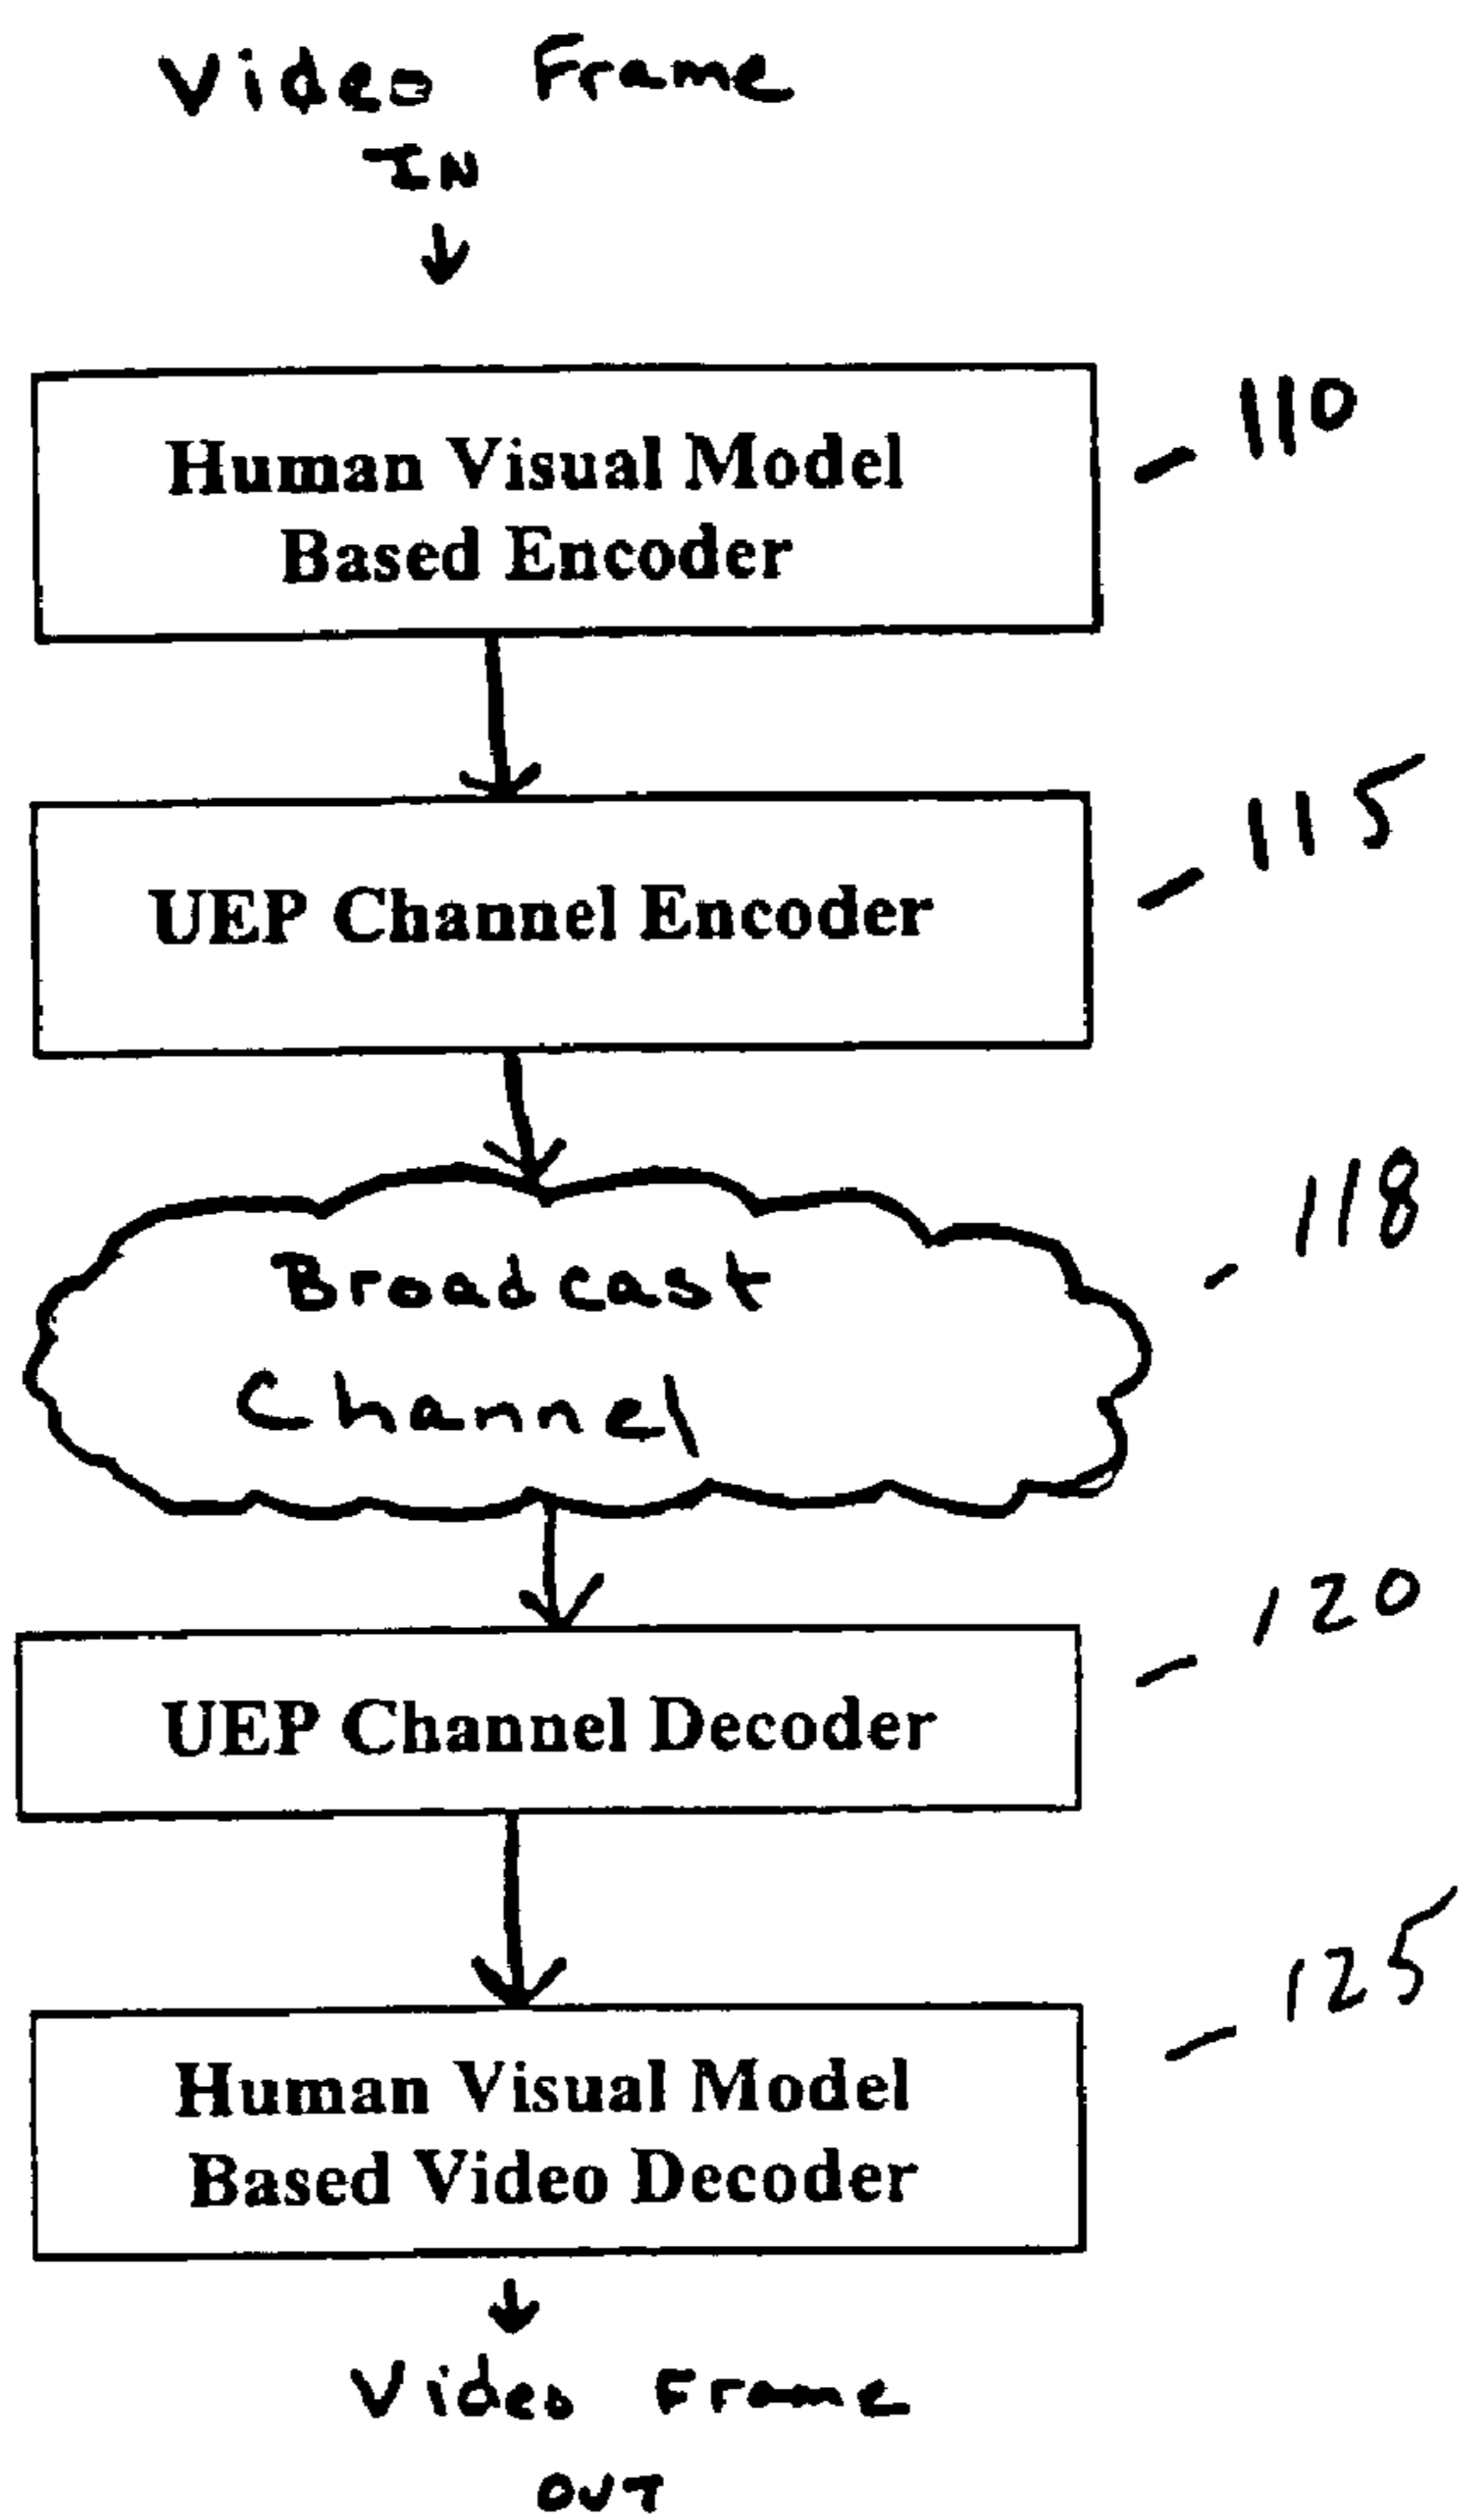 Video Frame
IN
Human Visual Model
Based Encoder
110
UEP Channel Encoder
115
Broadcast
Channel
118
UEP Channel Decoder
120
Human Visual Model
Based Video Decoder
125
Video Frame
OUT